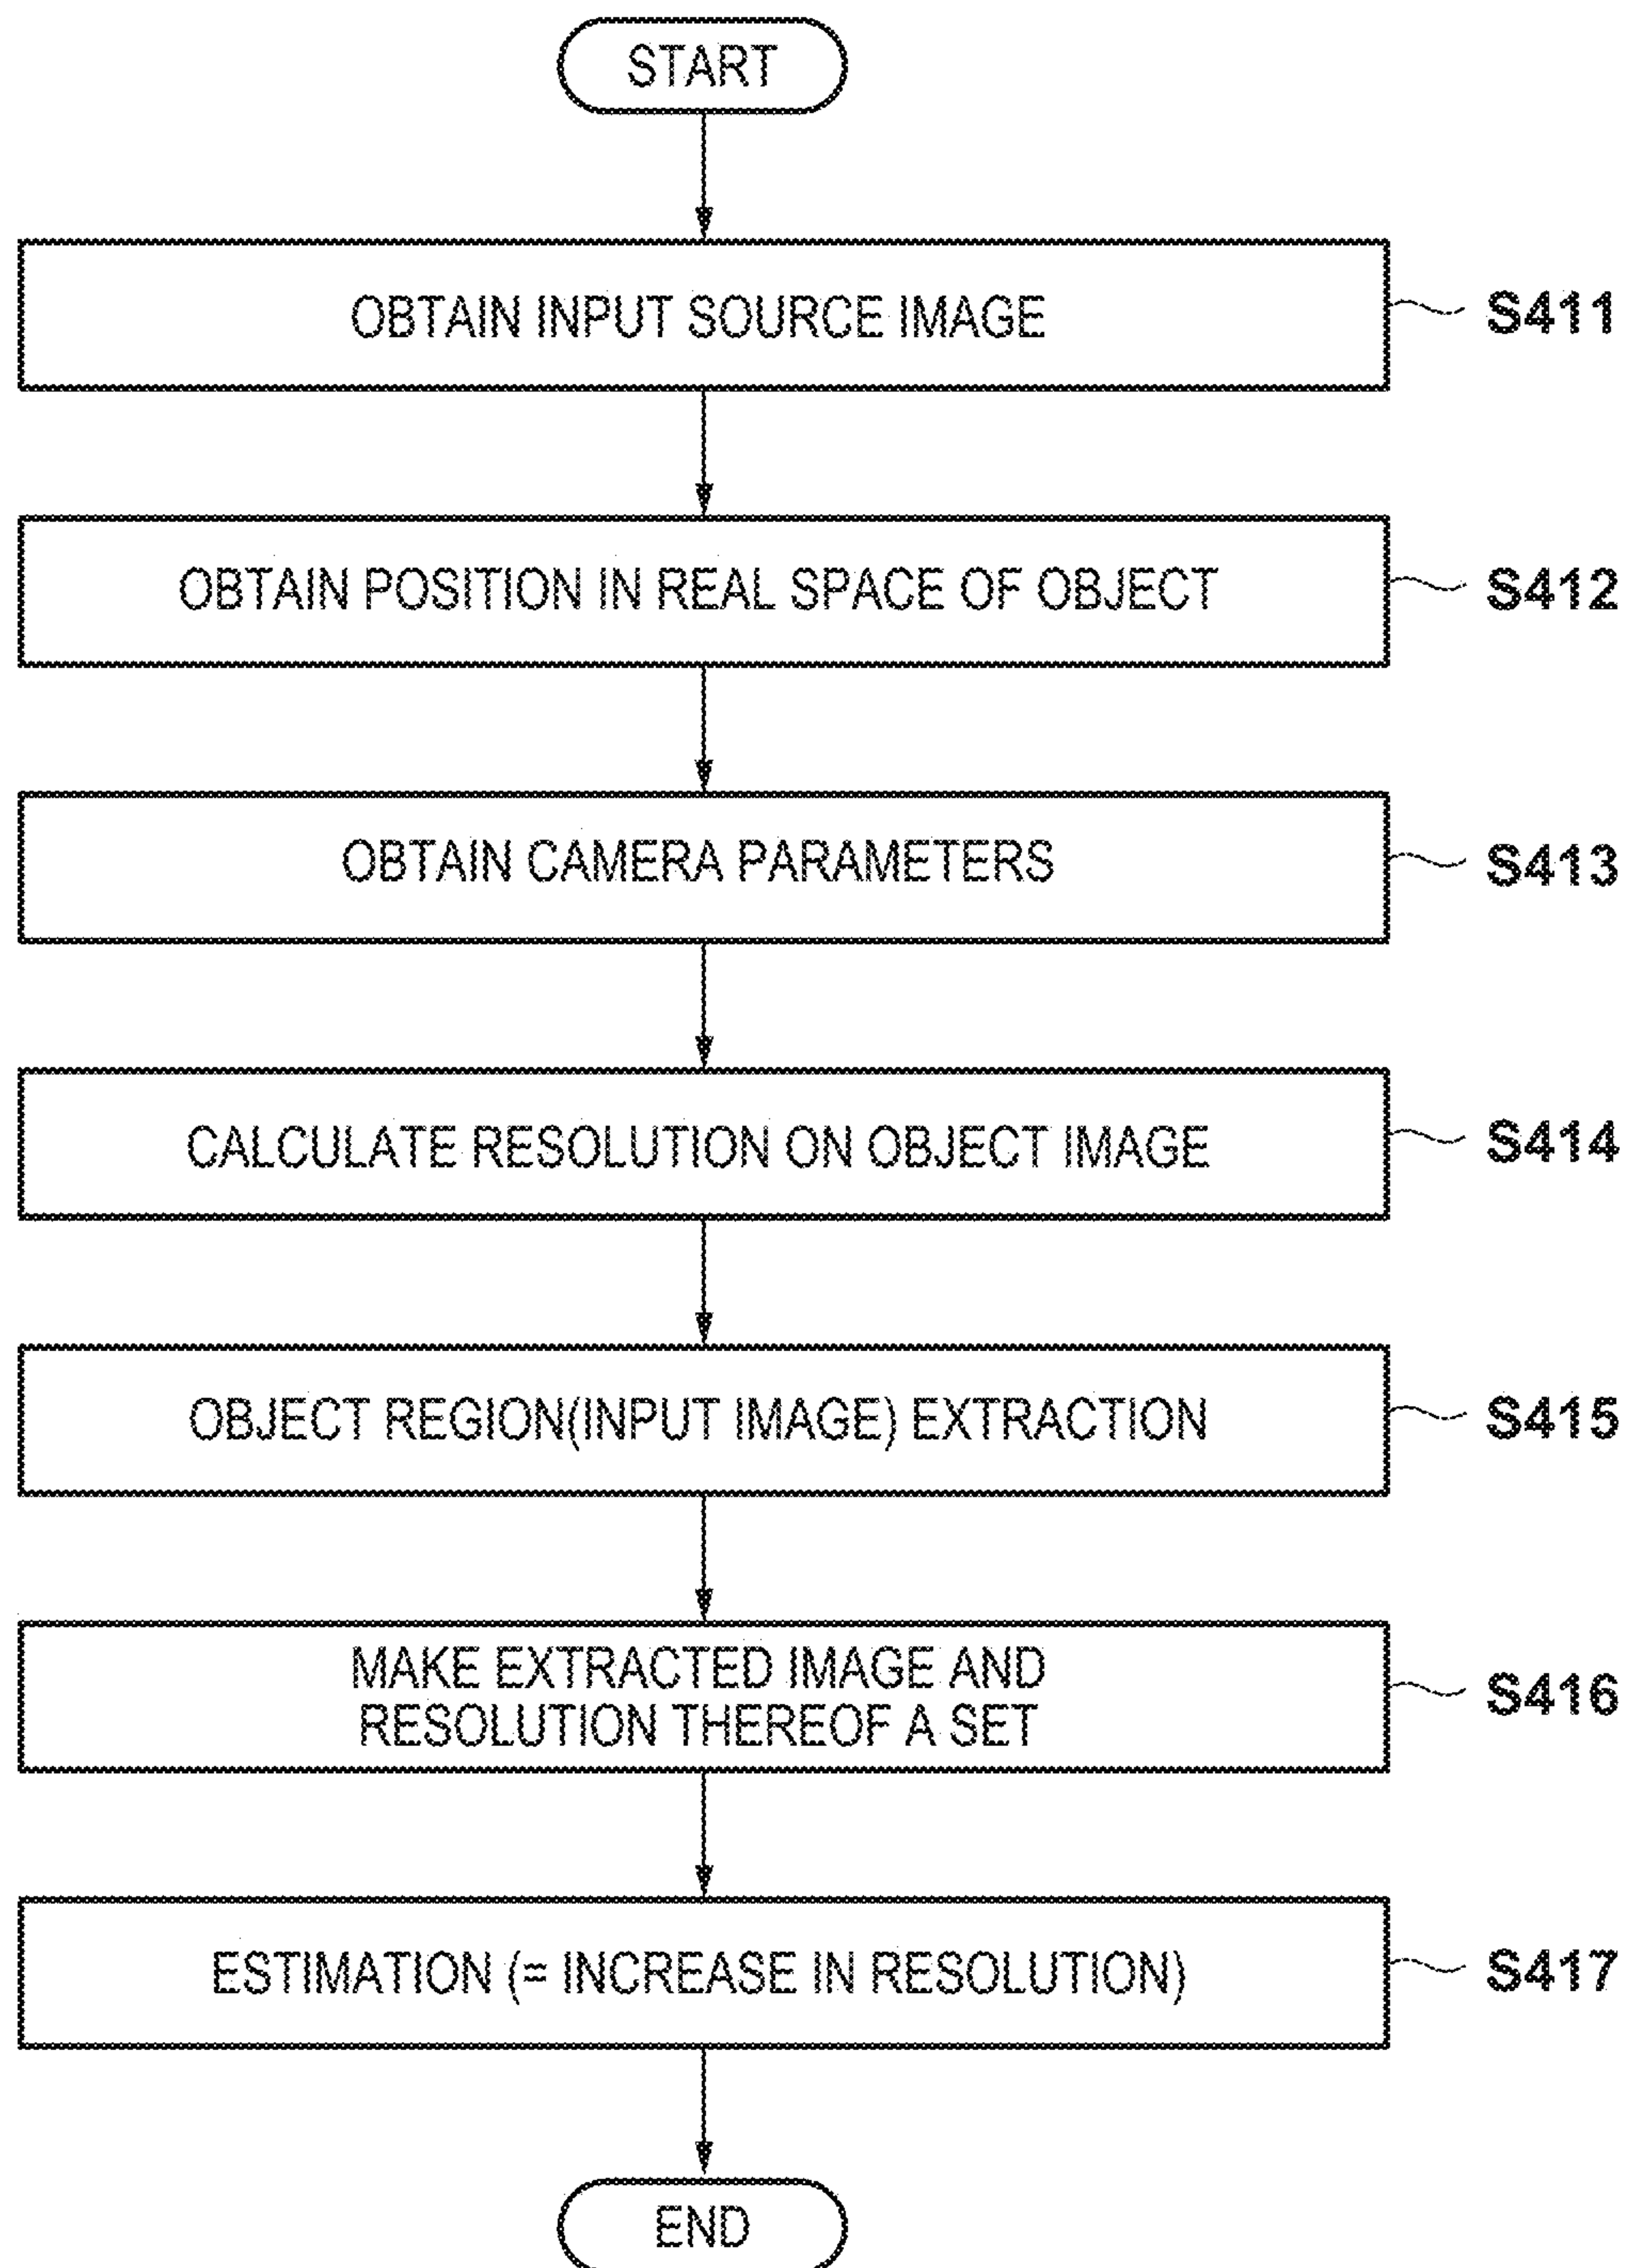 START
OBTAIN INPUT SOURCE IMAGE
S411
OBTAIN POSITION IN REAL SPACE OF OBJECT
S412
OBTAIN CAMERA PARAMETERS
S413
CALCULATE RESOLUTION ON OBJECT IMAGE
S414
OBJECT REGION(INPUT IMAGE) EXTRACTION
S415
MAKE EXTRACTED IMAGE AND
RESOLUTION THEREOF A SET
S416
ESTIMATION (= INCREASE IN RESOLUTION)
S417
END